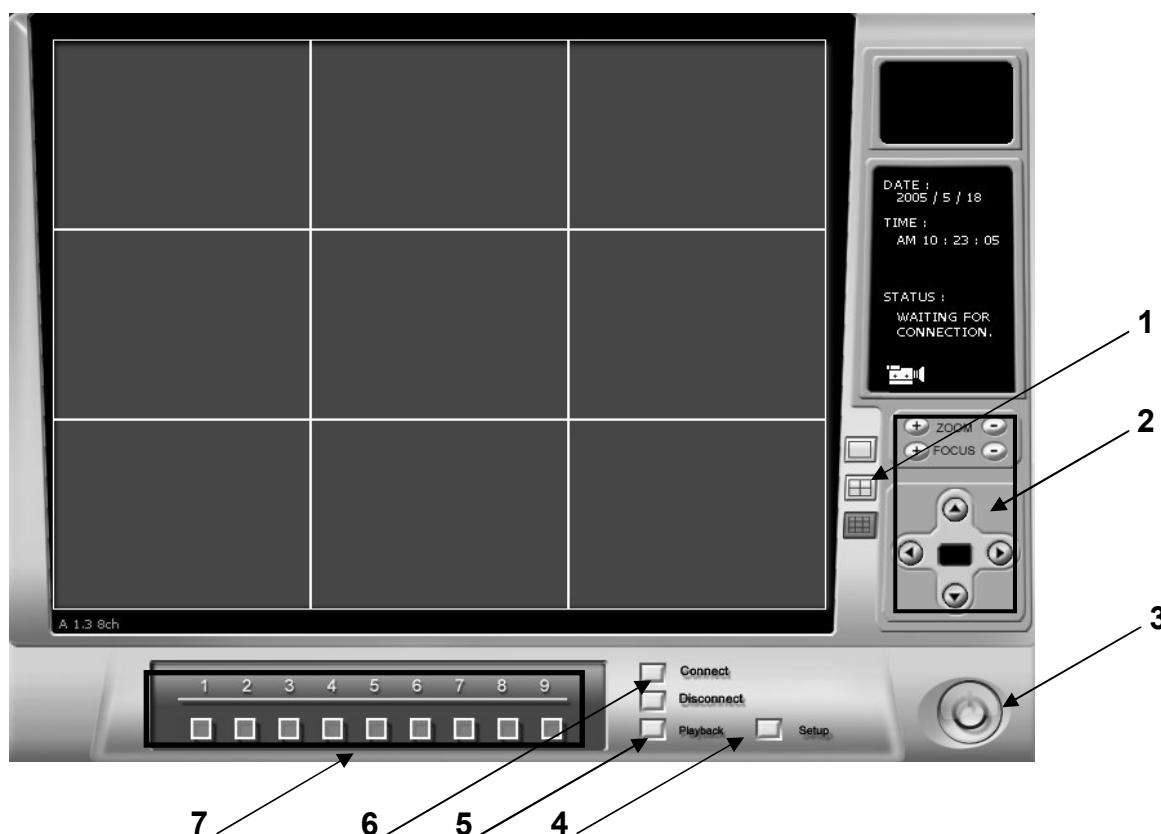 DATE :
2005 / 5 / 18
TIME :
AM 10 : 23 : 05
STATUS :
WAITING FOR
CONNECTION.
1
+ ZOOM -
2
+ FOCUS -
A 1.3 8ch
3
1 2 3 4 5 6 7 8 9
Connect
Disconnect
Playback
Setup
7 6 5 4